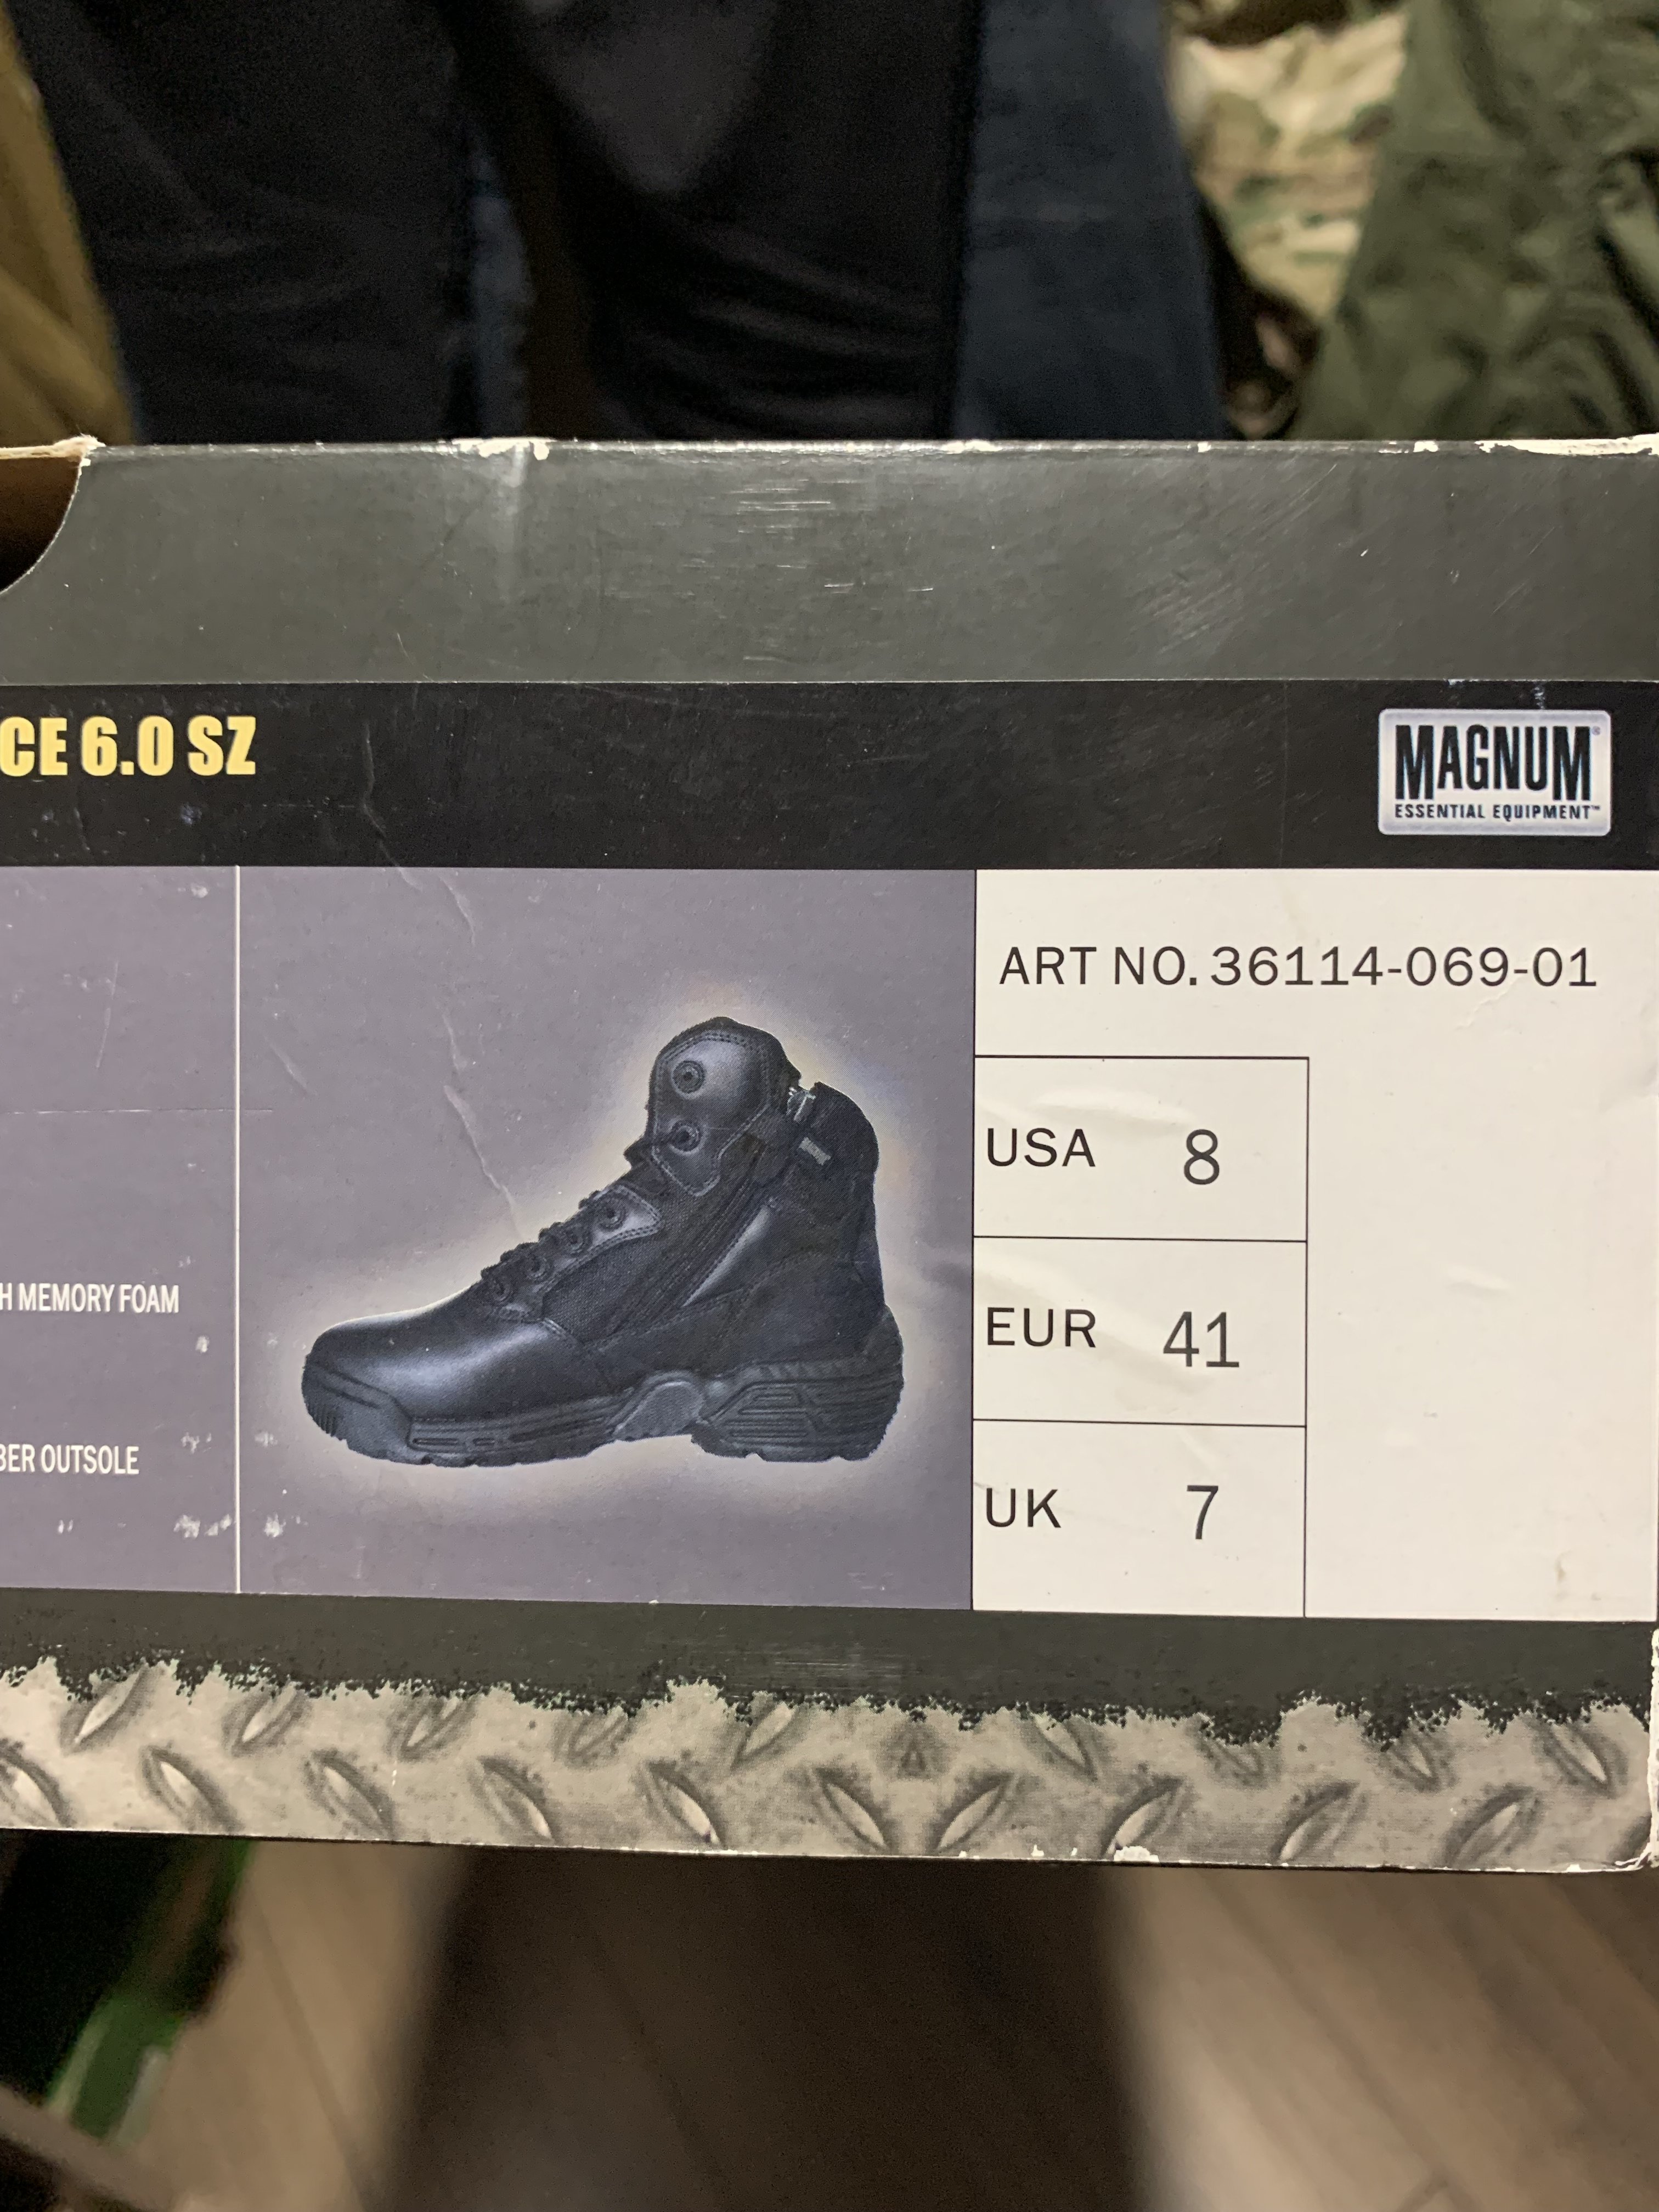 CE 6.0 SZ
MAGNUM®
ESSENTIAL EQUIPMENT™
ART NO. 36114-069-01
USA 8
EUR 41
UK 7
H MEMORY FOAM
BER OUTSOLE